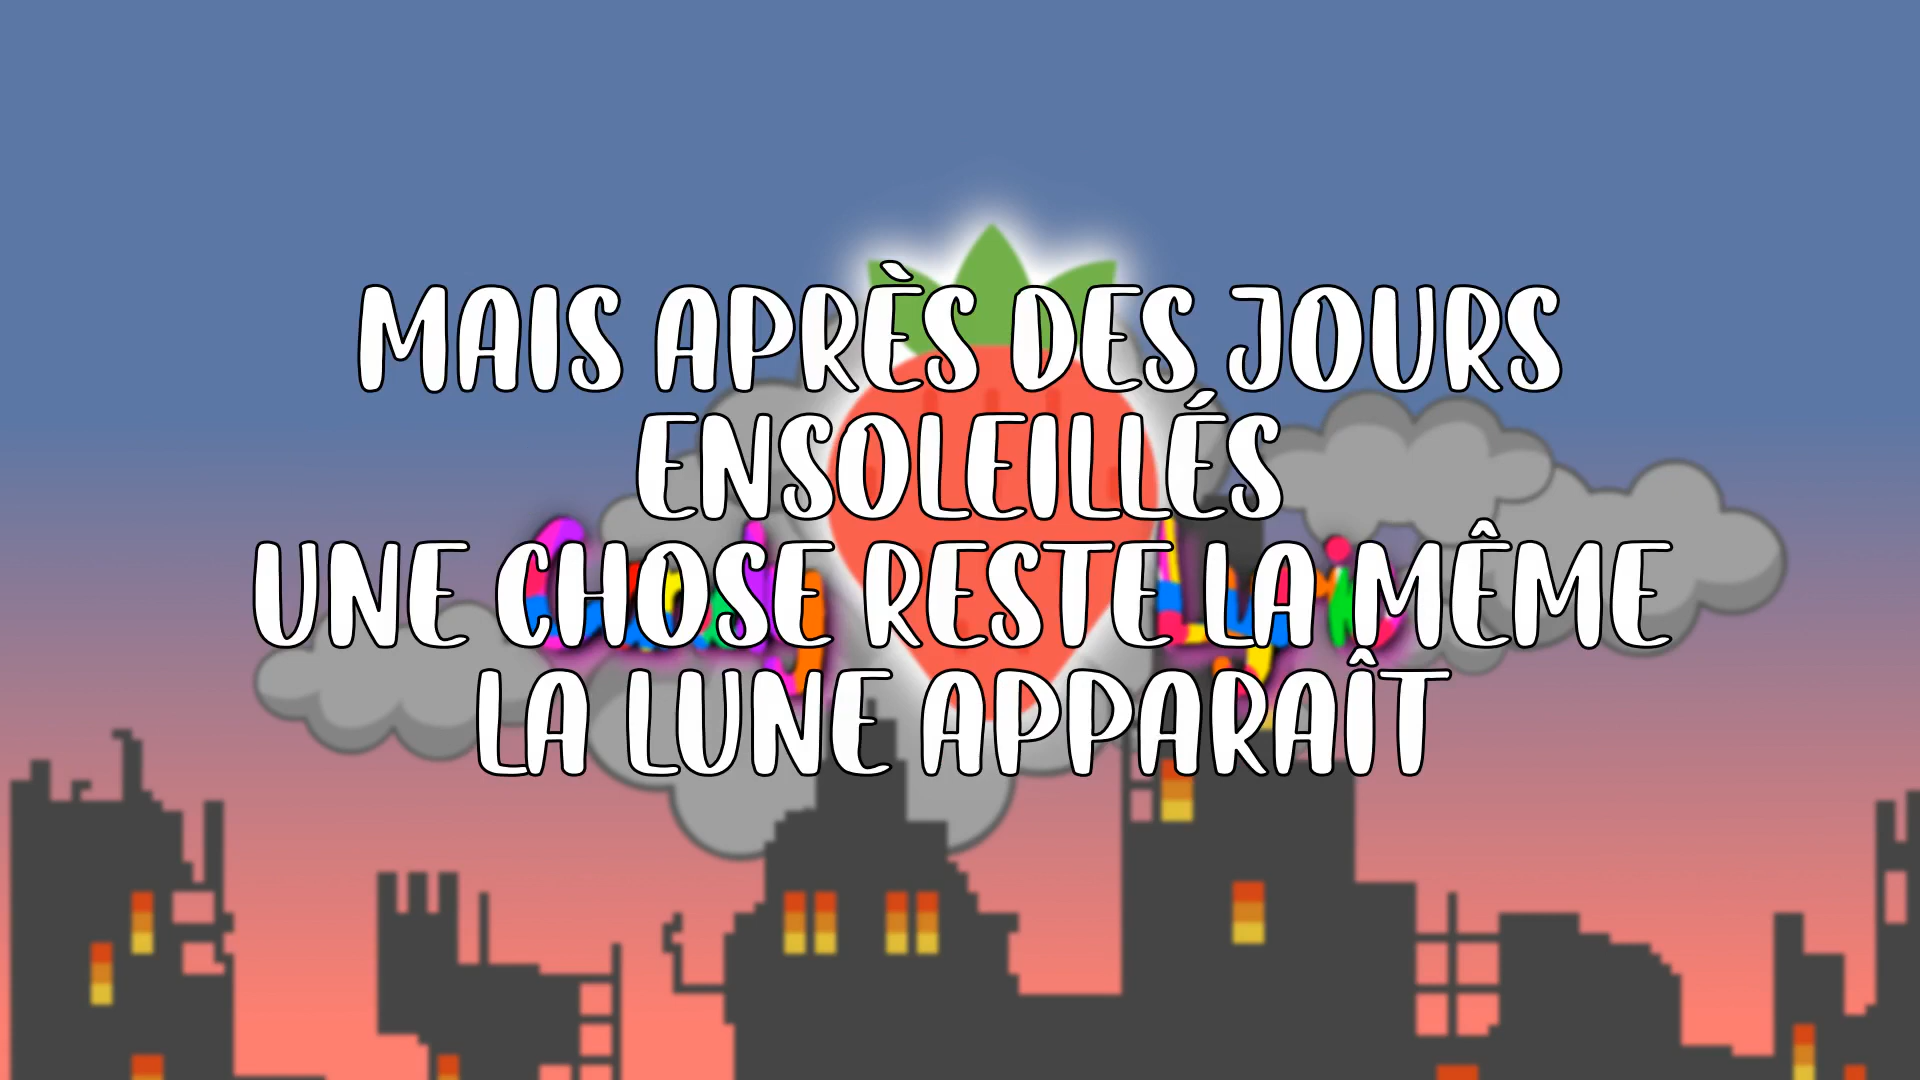 MAIS APRÈS DES JOURS
ENSOLEILLÉS
UNE CHOSE RESTE LA MÊME
LA LUNE APPARAÎT